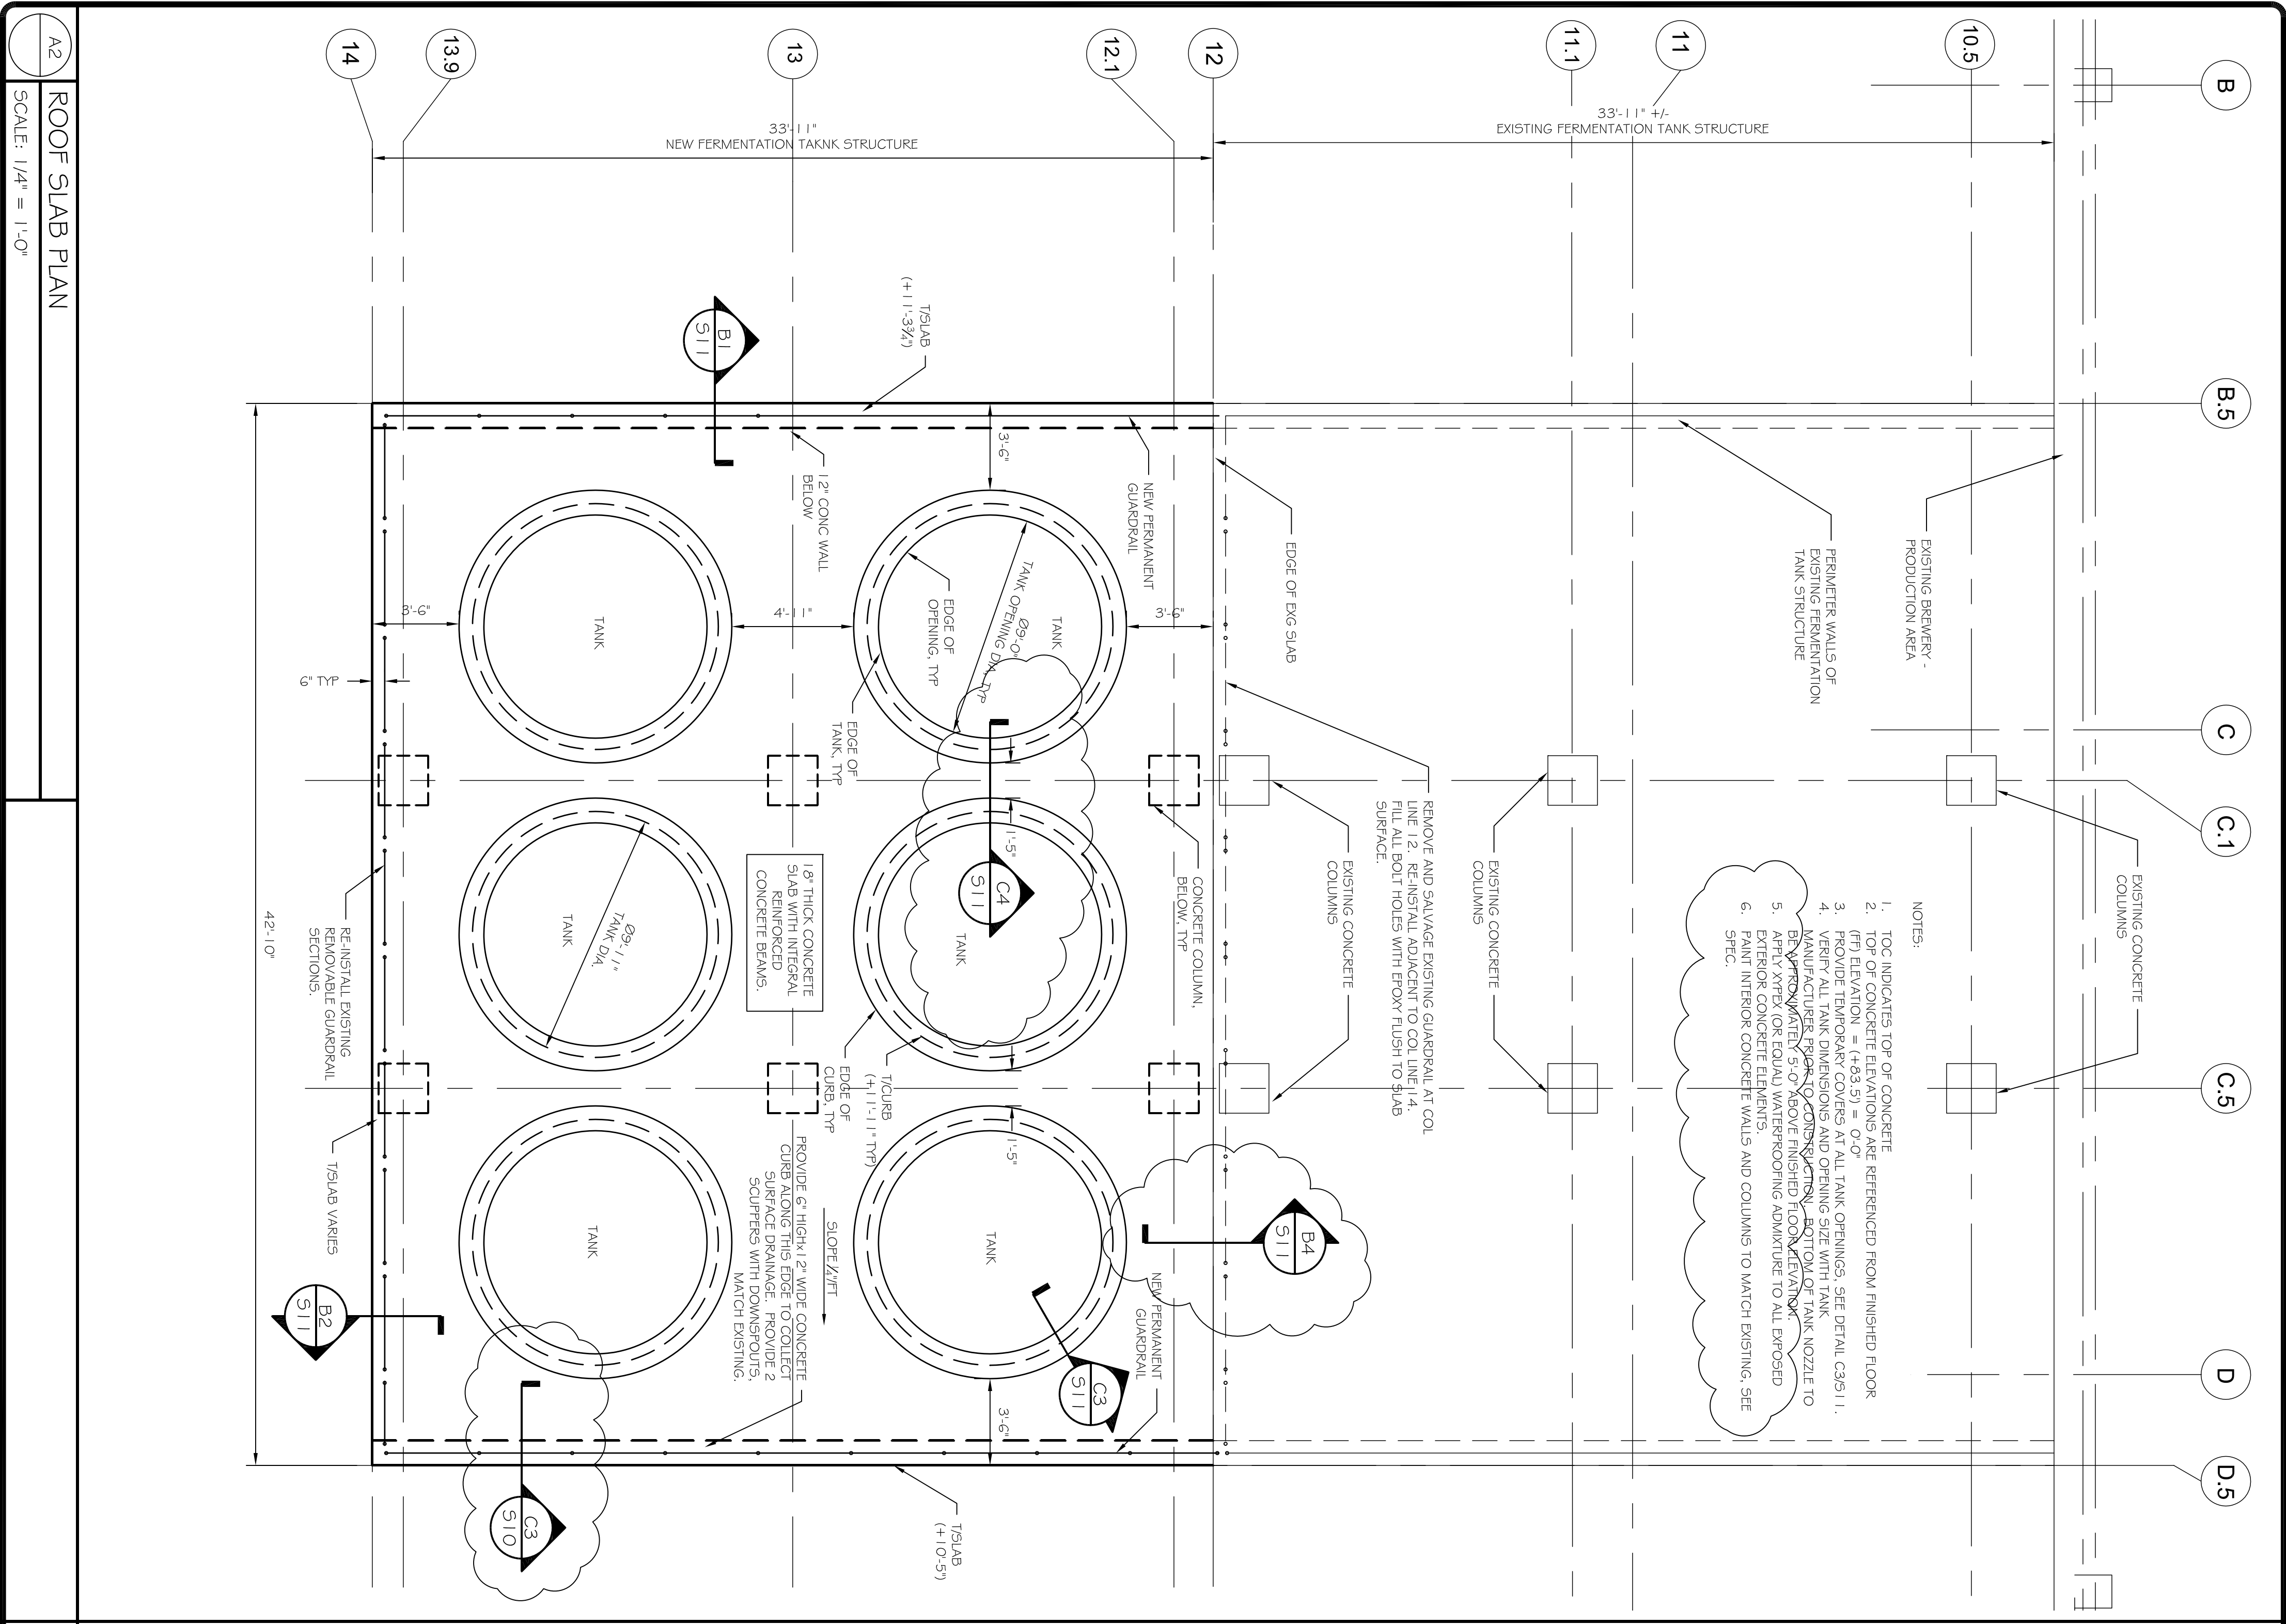 B
B.5
C
C.1
C.5
D
D.5
10.5
11
11.1
12
12.1
13
13.9
14
33'-11" +/-
EXISTING FERMENTATION TANK STRUCTURE
33'-11"
NEW FERMENTATION TAKNK STRUCTURE
EXISTING BREWERY -
PRODUCTION AREA
PERIMETER WALLS OF
EXISTING FERMENTATION
TANK STRUCTURE
EXISTING CONCRETE
COLUMNS
NOTES:
1. TOC INDICATES TOP OF CONCRETE
2. TOP OF CONCRETE ELEVATIONS ARE REFERENCED FROM FINISHED FLOOR
(FF) ELEVATION = (+83.5') = 0'-0"
3. PROVIDE TEMPORARY COVERS AT ALL TANK OPENINGS, SEE DETAIL C3/S11.
4. VERIFY ALL TANK DIMENSIONS AND OPENING SIZE WITH TANK
MANUFACTURER PRIOR TO CONSTRUCTION. BOTTOM OF TANK NOZZLE TO
BE APPROXIMATELY 5'-0" ABOVE FINISHED FLOOR ELEVATION.
5. APPLY XYPEX (OR EQUAL) WATERPROOFING ADMIXTURE TO ALL EXPOSED
EXTERIOR CONCRETE ELEMENTS.
6. PAINT INTERIOR CONCRETE WALLS AND COLUMNS TO MATCH EXISTING, SEE
SPEC.
EXISTING CONCRETE
COLUMNS
REMOVE AND SALVAGE EXISTING GUARDRAIL AT COL
LINE 12. RE-INSTALL ADJACENT TO COL LINE 14.
FILL ALL BOLT HOLES WITH EPOXY FLUSH TO SLAB
SURFACE.
EXISTING CONCRETE
COLUMNS
EDGE OF EXG SLAB
B4
S11
NEW PERMANENT
GUARDRAIL
3'-6"
CONCRETE COLUMN,
BELOW, TYP
NEW PERMANENT
GUARDRAIL
C3
S11
3'-6"
TANK
Ø9'-0"
TANK OPENING DIA., TYP
EDGE OF
OPENING, TYP
1'-5"
C4
S11
TANK
1'-5"
TANK
3'-6"
T/SLAB
(+11'-3¾")
T/SLAB
(+10'-5")
EDGE OF
TANK, TYP
T/CURB
(+11'-11" TYP)
EDGE OF
CURB, TYP
12" CONC WALL
BELOW
4'-11"
18" THICK CONCRETE
SLAB WITH INTEGRAL
REINFORCED
CONCRETE BEAMS.
SLOPE ¼"/FT
PROVIDE 6" HIGHx12" WIDE CONCRETE
CURB ALONG THIS EDGE TO COLLECT
SURFACE DRAINAGE. PROVIDE 2
SCUPPERS WITH DOWNSPOUTS,
MATCH EXISTING.
B1
S11
TANK
Ø9'-11"
TANK DIA.
TANK
TANK
3'-6"
C3
S10
6" TYP
RE-INSTALL EXISTING
REMOVABLE GUARDRAIL
SECTIONS.
T/SLAB VARIES
B2
S11
42'-10"
A2
ROOF SLAB PLAN
SCALE: 1/4" = 1'-0"